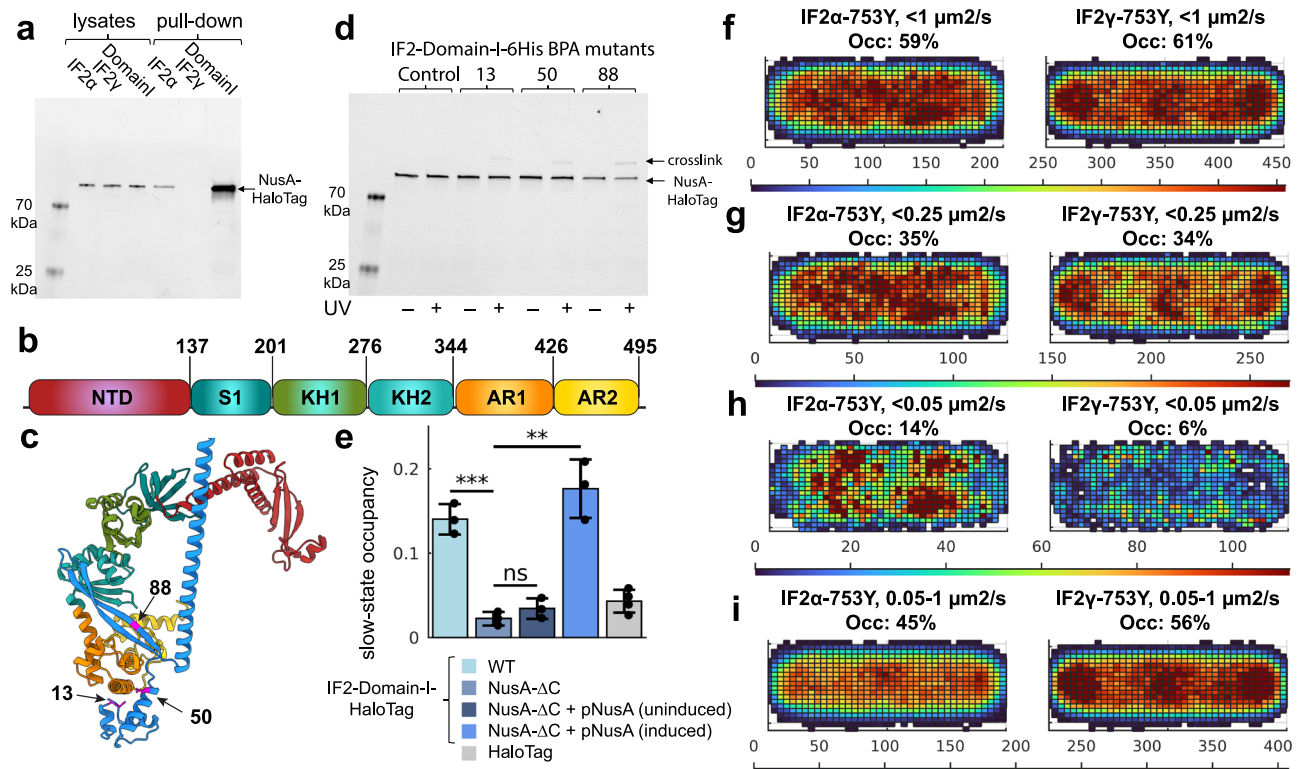 a
lysates pull-down
IF2α
IF2γ
DomainI
IF2α
IF2γ
DomainI
NusA-
HaloTag
70
kDa
25
kDa
d
IF2-Domain-I-6His BPA mutants
Control 13 50 88
crosslink
NusA-
HaloTag
70
kDa
25
kDa
UV – + – + – + – +
b
137 201 276 344 426 495
NTD S1 KH1 KH2 AR1 AR2
c
88
13
50
e
slow-state occupancy
0.2
0.1
0
***
**
ns
IF2-Domain-I-
HaloTag
WT
NusA-ΔC
NusA-ΔC + pNusA (uninduced)
NusA-ΔC + pNusA (induced)
HaloTag
f
IF2α-753Y, <1 μm2/s
Occ: 59%
IF2γ-753Y, <1 μm2/s
Occ: 61%
0 50 100 150 200
250 300 350 400 450
g
IF2α-753Y, <0.25 μm2/s
Occ: 35%
IF2γ-753Y, <0.25 μm2/s
Occ: 34%
0 50 100
150 200 250
h
IF2α-753Y, <0.05 μm2/s
Occ: 14%
IF2γ-753Y, <0.05 μm2/s
Occ: 6%
0 20 40
60 80 100
i
IF2α-753Y, 0.05-1 μm2/s
Occ: 45%
IF2γ-753Y, 0.05-1 μm2/s
Occ: 56%
0 50 100 150 200
250 300 350 400